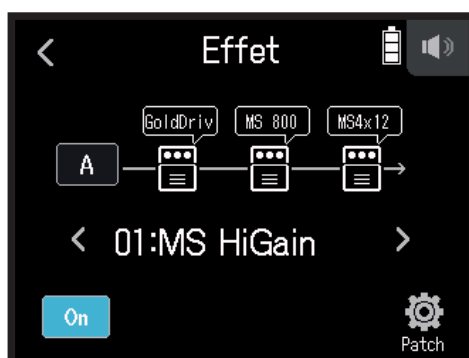 Effet
GoldDriv MS 800 MS4x12
A
01:MS HiGain
On
Patch